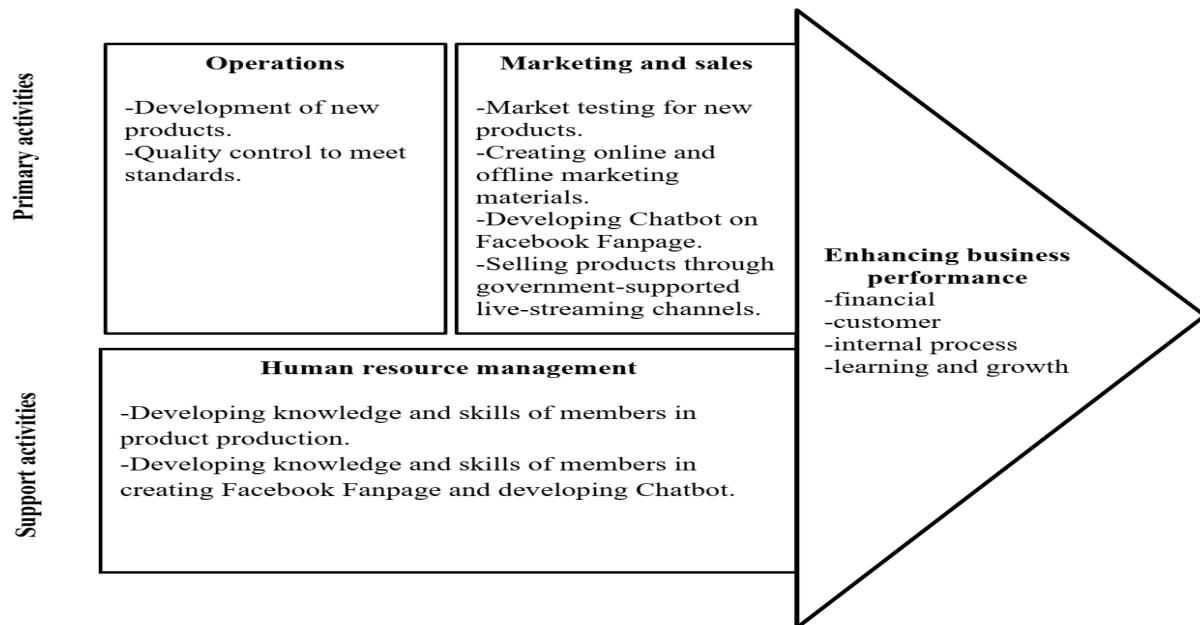 Primary activities
Operations
-Development of new
products.
-Quality control to meet
standards.
Marketing and sales
-Market testing for new
products.
-Creating online and
offline marketing
materials.
-Developing Chatbot on
Facebook Fanpage.
-Selling products through
government-supported
live-streaming channels.
Support activities
Human resource management
-Developing knowledge and skills of members in
product production.
-Developing knowledge and skills of members in
creating Facebook Fanpage and developing Chatbot.
Enhancing business
performance
-financial
-customer
-internal process
-learning and growth